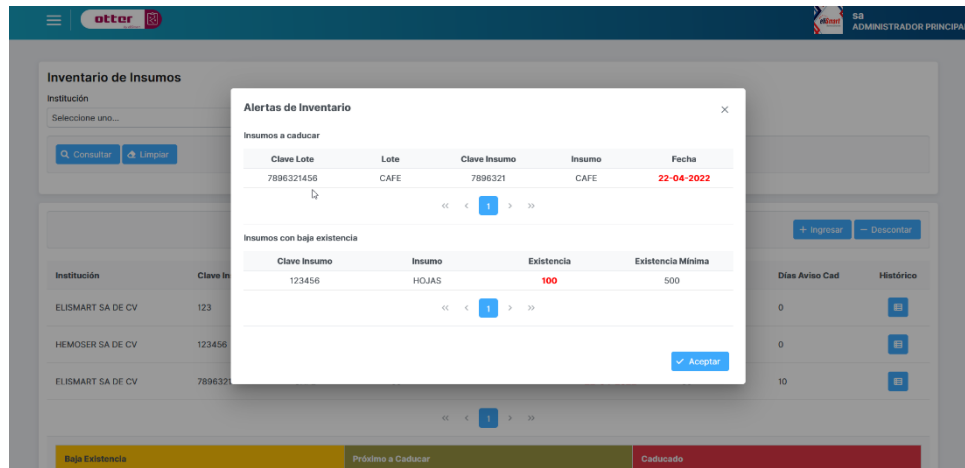 otter
elismart
sa
ADMINISTRADOR PRINCIPAL
Inventario de Insumos
Institución
Seleccione uno...
Consultar Limpiar
Alertas de Inventario
Insumos a caducar
Clave Lote Lote Clave Insumo Insumo Fecha
7896321456 CAFE 7896321 CAFE 22-04-2022
<< < 1 > >>
Insumos con baja existencia
Clave Insumo Insumo Existencia Existencia Mínima
123456 HOJAS 100 500
<< < 1 > >>
Aceptar
+ Ingresar − Descontar
Institución Clave In Días Aviso Cad Histórico
ELISMART SA DE CV 123 0
HEMOSER SA DE CV 123456 0
ELISMART SA DE CV 789632 10
<< < 1 > >>
Baja Existencia Próximo a Caducar Caducado